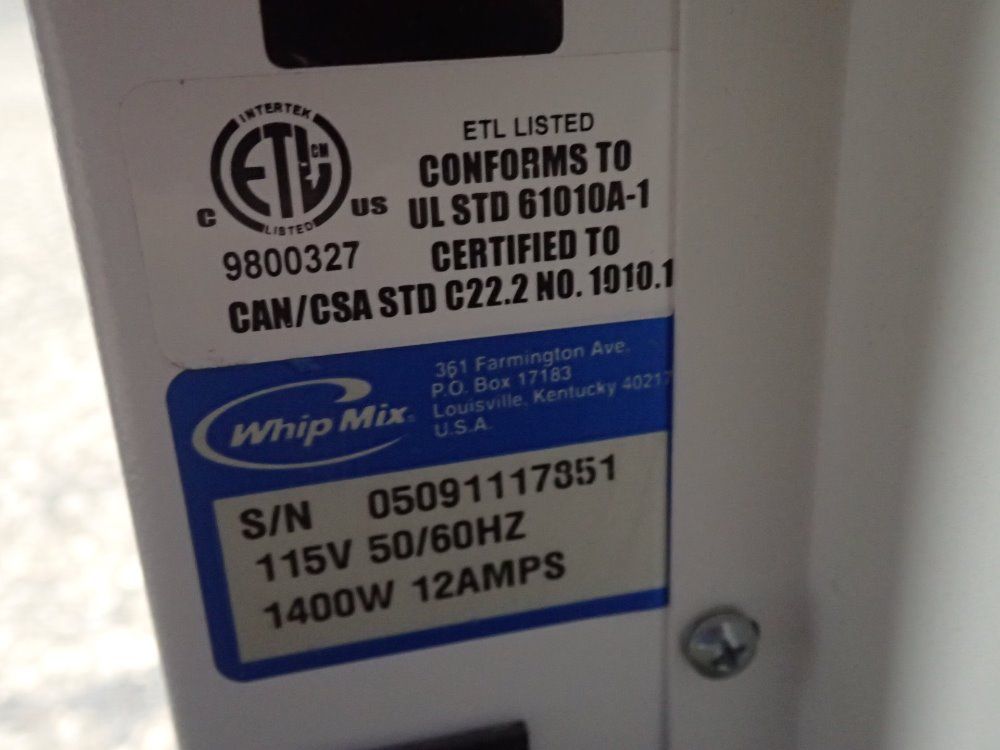 INTERTEK
ETL CM
LISTED
C US
9800327
ETL LISTED
CONFORMS TO
UL STD 61010A-1
CERTIFIED TO
CAN/CSA STD C22.2 NO. 1010.1
Whip Mix
361 Farmington Ave.
P.O. Box 17183
Louisville, Kentucky 40217
U.S.A.
S/N 05091117351
115V 50/60HZ
1400W 12AMPS